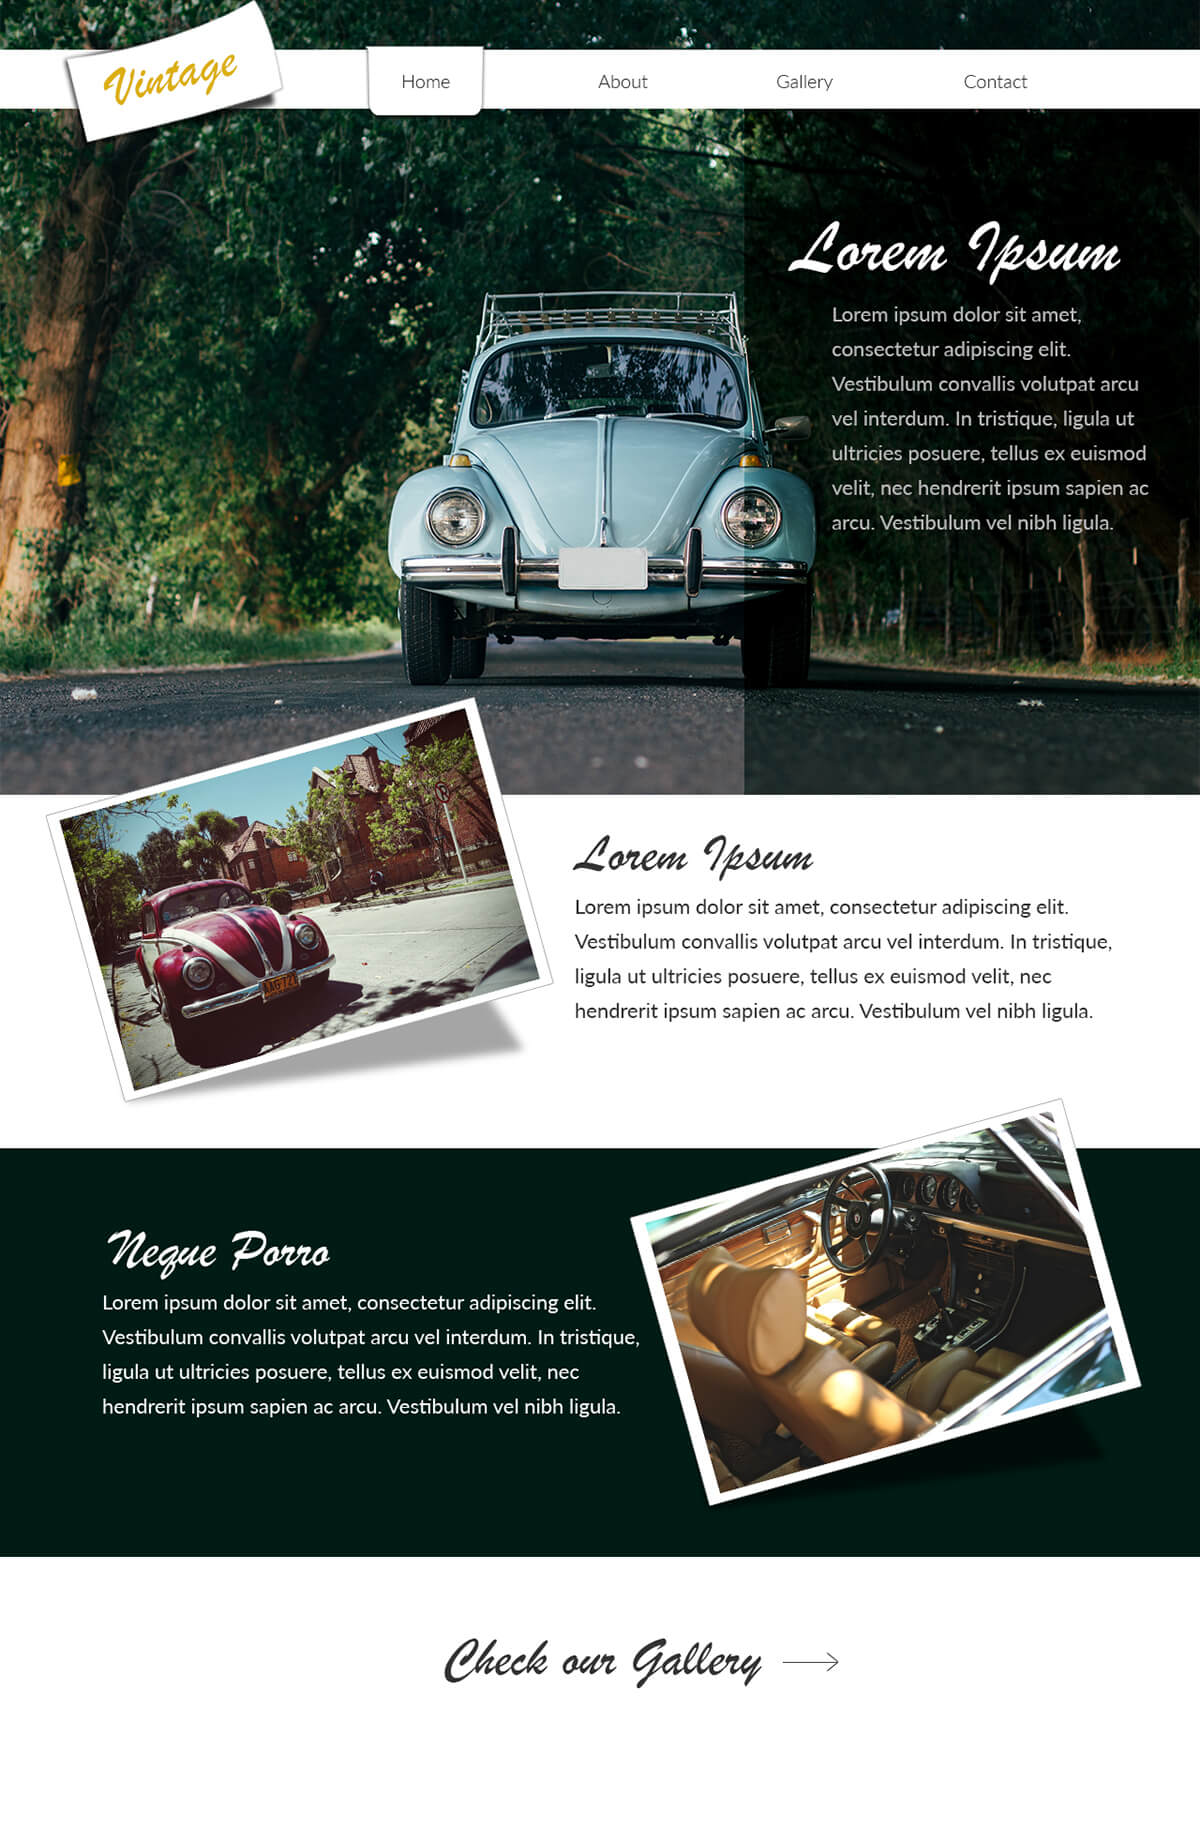 Vintage
Home
About
Gallery
Contact
Lorem Ipsum
Lorem ipsum dolor sit amet,
consectetur adipiscing elit.
Vestibulum convallis volutpat arcu
vel interdum. In tristique, ligula ut
ultricies posuere, tellus ex euismod
velit, nec hendrerit ipsum sapien ac
arcu. Vestibulum vel nibh ligula.
Lorem Ipsum
Lorem ipsum dolor sit amet, consectetur adipiscing elit.
Vestibulum convallis volutpat arcu vel interdum. In tristique,
ligula ut ultricies posuere, tellus ex euismod velit, nec
hendrerit ipsum sapien ac arcu. Vestibulum vel nibh ligula.
Neque Porro
Lorem ipsum dolor sit amet, consectetur adipiscing elit.
Vestibulum convallis volutpat arcu vel interdum. In tristique,
ligula ut ultricies posuere, tellus ex euismod velit, nec
hendrerit ipsum sapien ac arcu. Vestibulum vel nibh ligula.
Check our Gallery